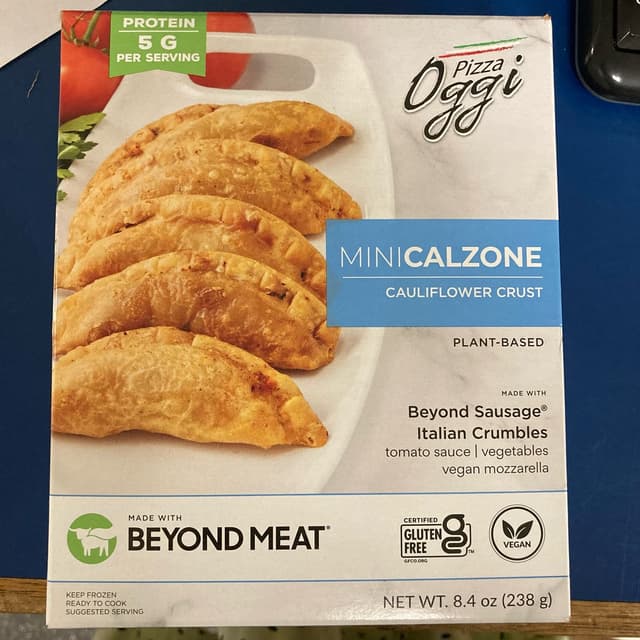 PROTEIN
5 G
PER SERVING
Pizza
Oggi
MINICALZONE
CAULIFLOWER CRUST
PLANT-BASED
MADE WITH
Beyond Sausage®
Italian Crumbles
tomato sauce | vegetables
vegan mozzarella
MADE WITH
BEYOND MEAT®
CERTIFIED
GLUTEN
FREE
GFCO.ORG
TM
VEGAN
KEEP FROZEN
READY TO COOK
SUGGESTED SERVING
NET WT. 8.4 oz (238 g)